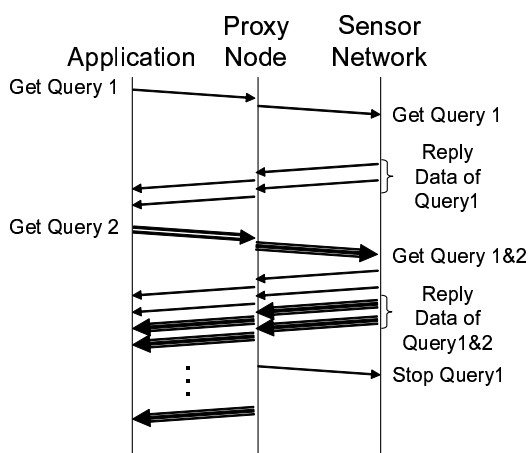 Application
Proxy
Node
Sensor
Network
Get Query 1
Get Query 1
Reply
Data of
Query1
Get Query 2
Get Query 1&2
Reply
Data of
Query1&2
Stop Query1